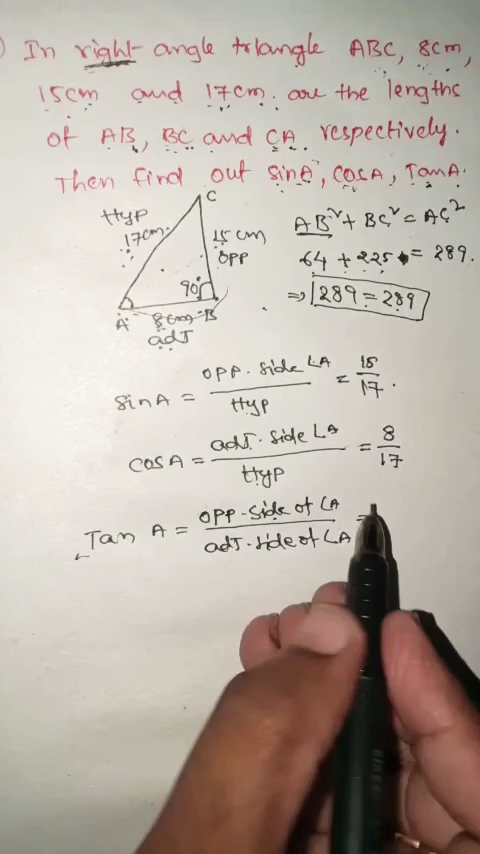 ) In right-angle triangle ABC, 8cm,
15cm and 17cm. are the lengths
of AB, BC and CA respectively.
Then find out sinA, cosA, TanA.
C
Hyp
17cm
15 cm
opp
90°
A 8cm B
adJ
AB² + BC² = AC²
64 + 225 = 289.
⇒ 289 = 289
sinA = opp. side ∠A / Hyp = 15/17.
cosA = adJ. side ∠A / Hyp = 8/17
Tan A = opp-side of ∠A / adJ. side of ∠A =